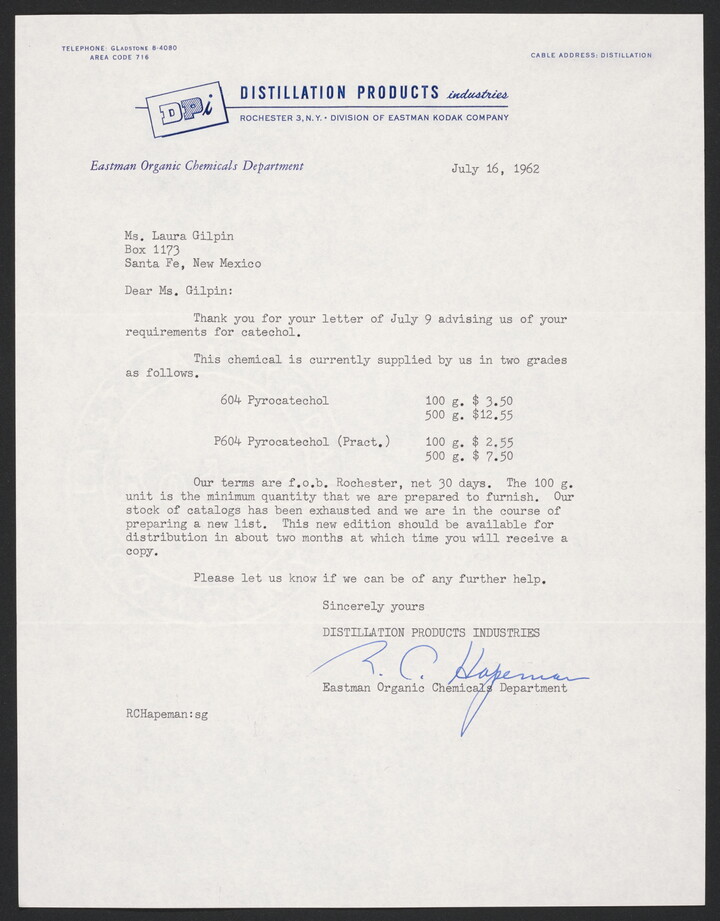 TELEPHONE: GLADSTONE 8-4080
AREA CODE 716
CABLE ADDRESS: DISTILLATION
DPi
DISTILLATION PRODUCTS industries
ROCHESTER 3, N.Y. • DIVISION OF EASTMAN KODAK COMPANY
Eastman Organic Chemicals Department
July 16, 1962
Ms. Laura Gilpin
Box 1173
Santa Fe, New Mexico
Dear Ms. Gilpin:
Thank you for your letter of July 9 advising us of your
requirements for catechol.
This chemical is currently supplied by us in two grades
as follows.
604 Pyrocatechol 100 g. $ 3.50
500 g. $12.55
P604 Pyrocatechol (Pract.) 100 g. $ 2.55
500 g. $ 7.50
Our terms are f.o.b. Rochester, net 30 days. The 100 g.
unit is the minimum quantity that we are prepared to furnish. Our
stock of catalogs has been exhausted and we are in the course of
preparing a new list. This new edition should be available for
distribution in about two months at which time you will receive a
copy.
Please let us know if we can be of any further help.
Sincerely yours
DISTILLATION PRODUCTS INDUSTRIES
R. C. Hapeman
Eastman Organic Chemicals Department
RCHapeman:sg